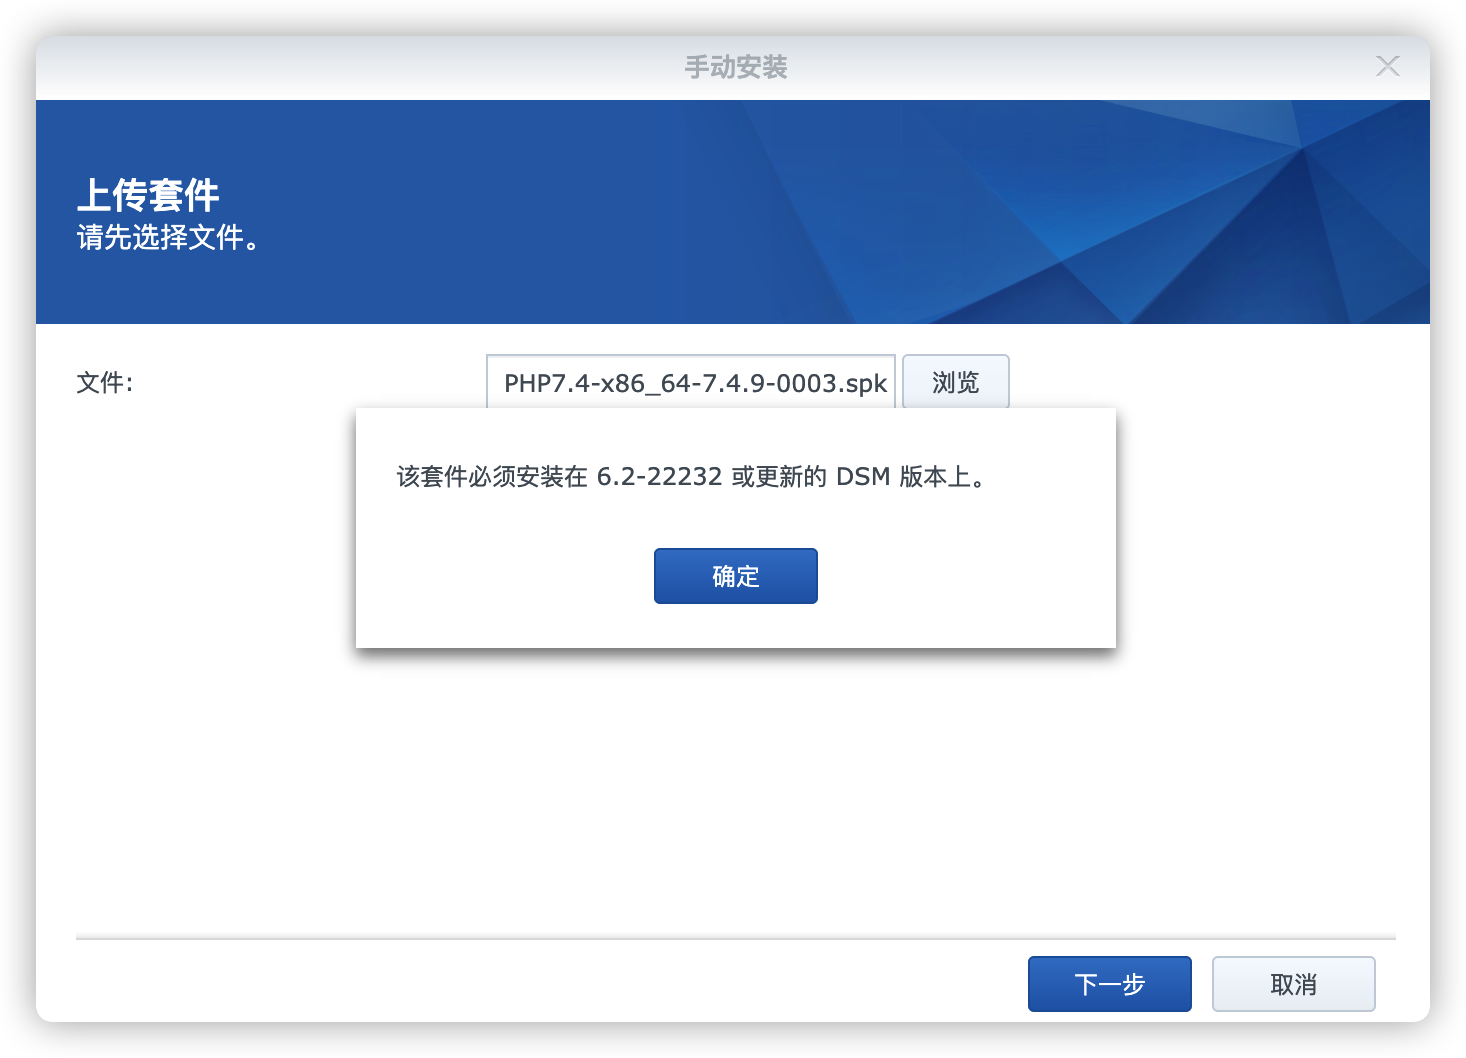 手动安装
上传套件
请先选择文件。
文件:
PHP7.4-x86_64-7.4.9-0003.spk
浏览
该套件必须安装在 6.2-22232 或更新的 DSM 版本上。
确定
下一步
取消